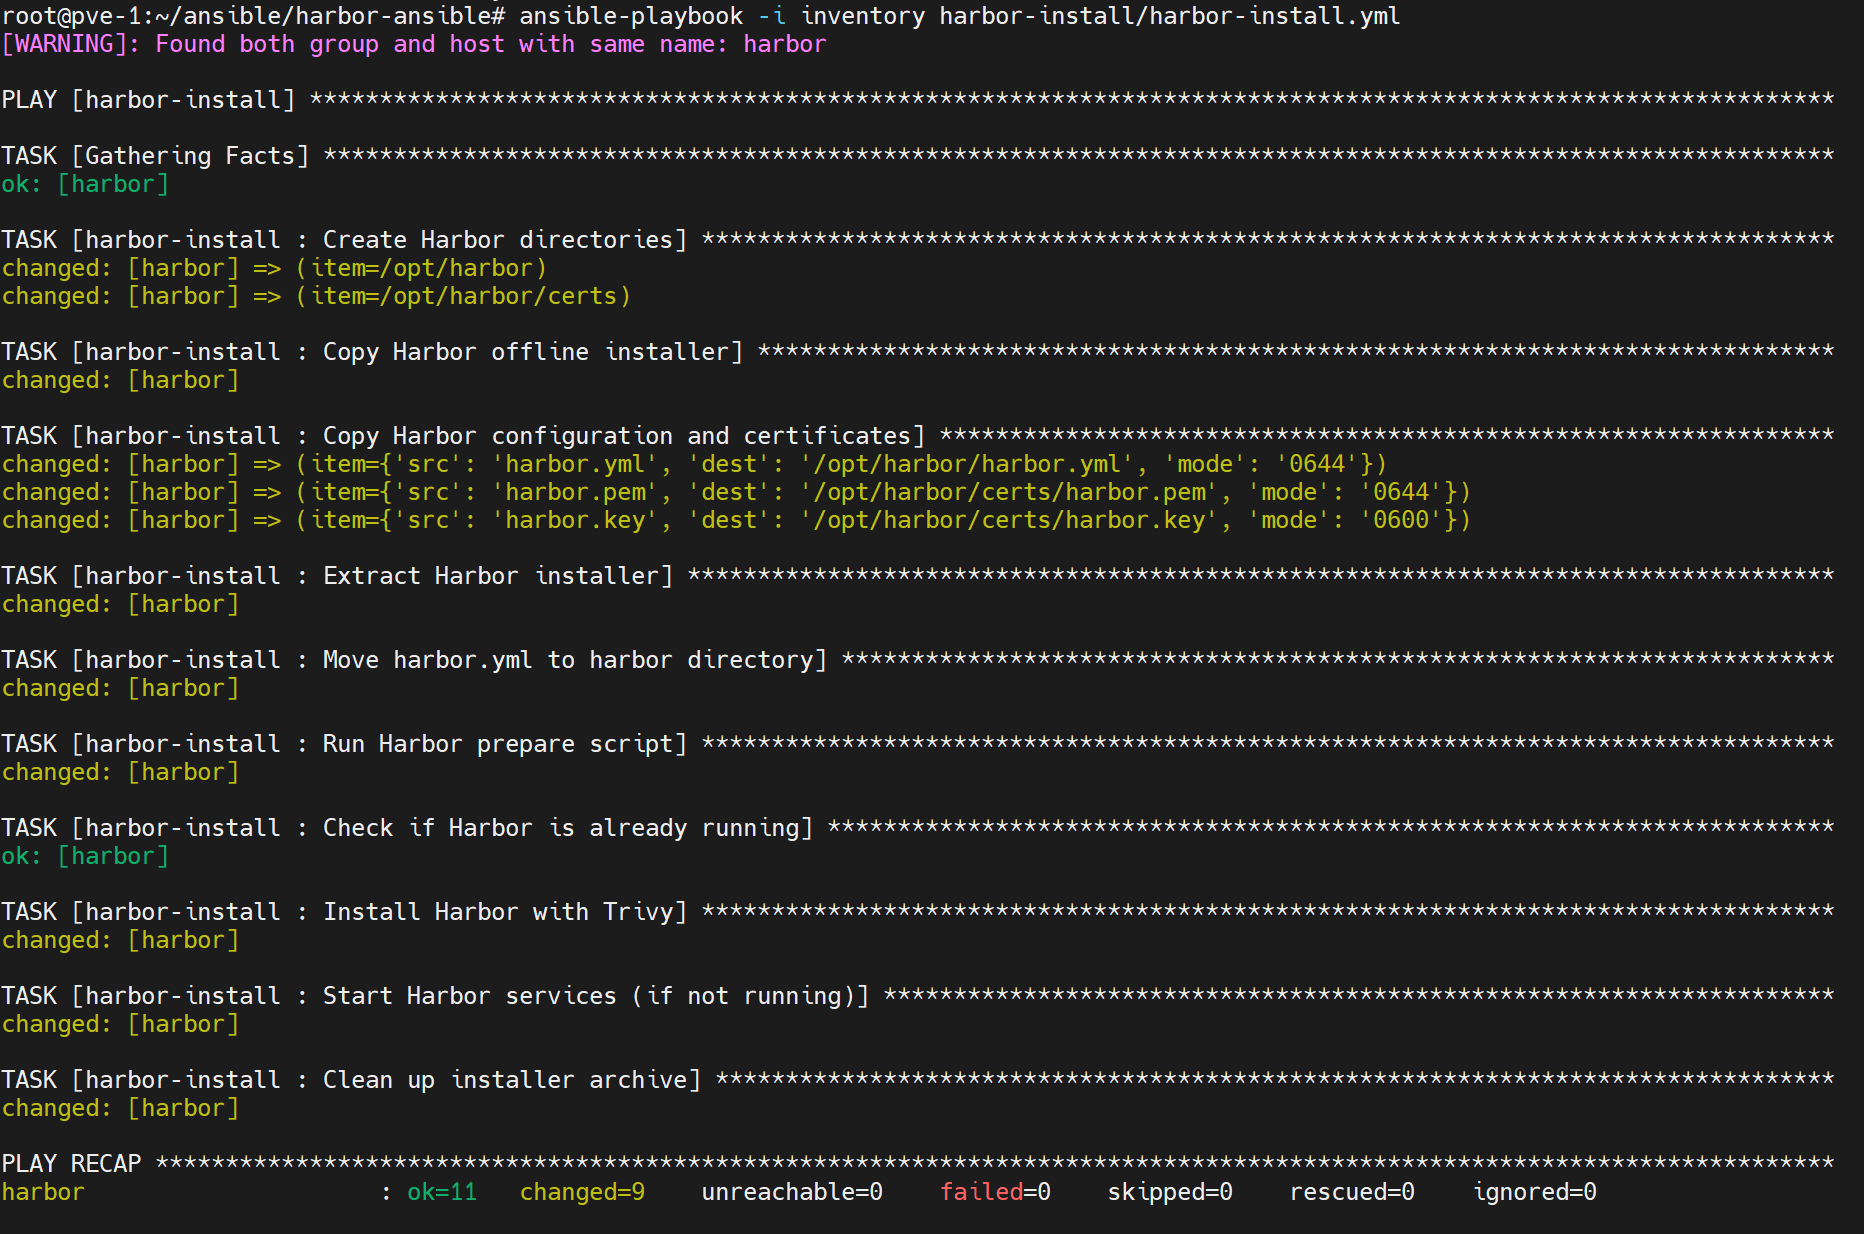 root@pve-1:~/ansible/harbor-ansible# ansible-playbook -i inventory harbor-install/harbor-install.yml
[WARNING]: Found both group and host with same name: harbor
PLAY [harbor-install] *************************************************************************************************************
TASK [Gathering Facts] ************************************************************************************************************
ok: [harbor]
TASK [harbor-install : Create Harbor directories] *********************************************************************************
changed: [harbor] => (item=/opt/harbor)
changed: [harbor] => (item=/opt/harbor/certs)
TASK [harbor-install : Copy Harbor offline installer] *****************************************************************************
changed: [harbor]
TASK [harbor-install : Copy Harbor configuration and certificates] ****************************************************************
changed: [harbor] => (item={'src': 'harbor.yml', 'dest': '/opt/harbor/harbor.yml', 'mode': '0644'})
changed: [harbor] => (item={'src': 'harbor.pem', 'dest': '/opt/harbor/certs/harbor.pem', 'mode': '0644'})
changed: [harbor] => (item={'src': 'harbor.key', 'dest': '/opt/harbor/certs/harbor.key', 'mode': '0600'})
TASK [harbor-install : Extract Harbor installer] **********************************************************************************
changed: [harbor]
TASK [harbor-install : Move harbor.yml to harbor directory] ***********************************************************************
changed: [harbor]
TASK [harbor-install : Run Harbor prepare script] *********************************************************************************
changed: [harbor]
TASK [harbor-install : Check if Harbor is already running] ************************************************************************
ok: [harbor]
TASK [harbor-install : Install Harbor with Trivy] *********************************************************************************
changed: [harbor]
TASK [harbor-install : Start Harbor services (if not running)] ********************************************************************
changed: [harbor]
TASK [harbor-install : Clean up installer archive] ********************************************************************************
changed: [harbor]
PLAY RECAP ************************************************************************************************************************
harbor                     : ok=11   changed=9    unreachable=0    failed=0    skipped=0    rescued=0    ignored=0